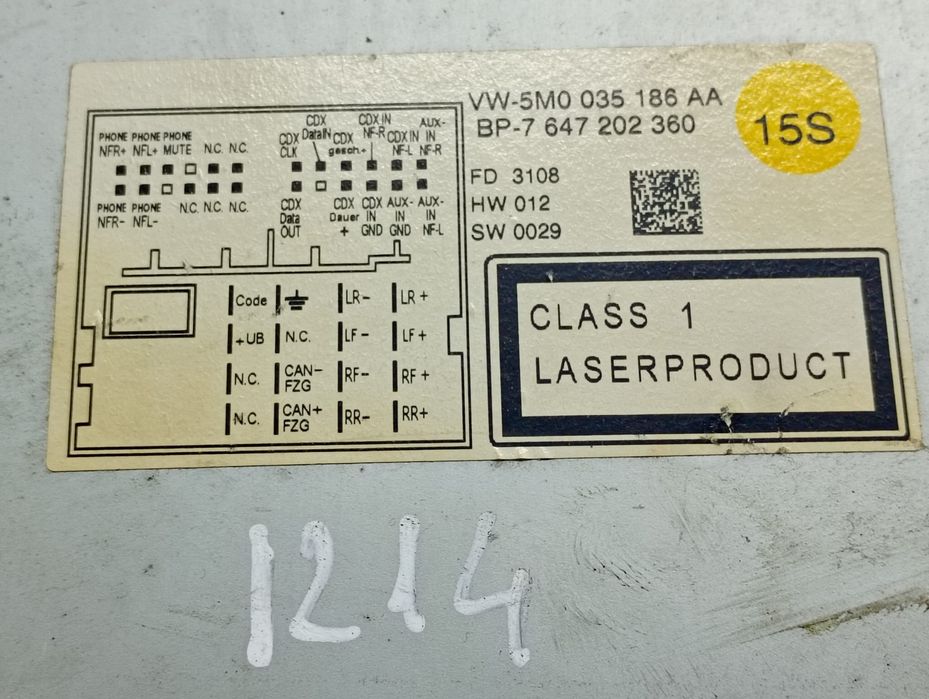 VW-5M0 035 186 AA
BP-7 647 202 360
15S
FD 3108
HW 012
SW 0029
CLASS 1
LASERPRODUCT
PHONE PHONE PHONE
NFR+ NFL+ MUTE N.C. N.C.
CDX CLK
CDX DataIN
CDX gesch.+
CDX IN NF-R
CDX IN NF-L
AUX-IN NF-R
PHONE PHONE
NFR- NFL- N.C. N.C. N.C.
CDX Data OUT
CDX Dauer +
CDX IN GND
AUX-IN GND
AUX-IN NF-L
Code LR- LR+
+UB N.C. LF- LF+
N.C. CAN- FZG RF- RF+
N.C. CAN+ FZG RR- RR+
1214